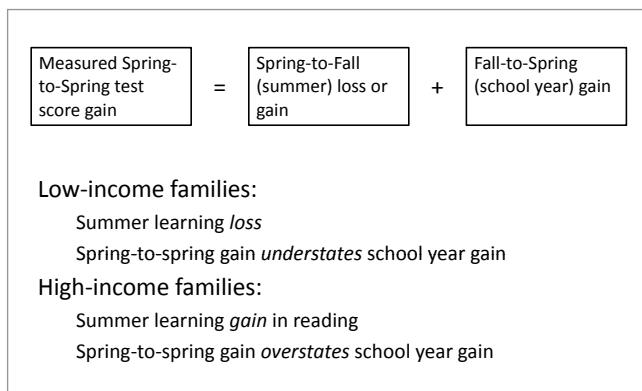 Measured Spring-
to-Spring test
score gain
=
Spring-to-Fall
(summer) loss or
gain
+
Fall-to-Spring
(school year) gain
Low-income families:
Summer learning loss
Spring-to-spring gain understates school year gain
High-income families:
Summer learning gain in reading
Spring-to-spring gain overstates school year gain